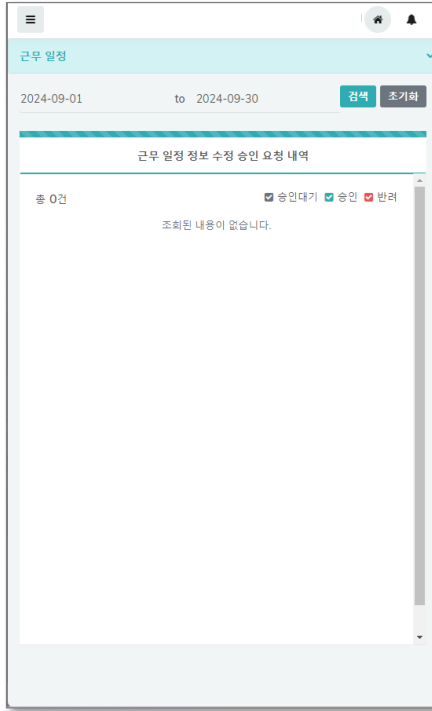 근무 일정
2024-09-01 to 2024-09-30 검색 초기화
근무 일정 정보 수정 승인 요청 내역
총 0건 승인대기 승인 반려
조회된 내용이 없습니다.